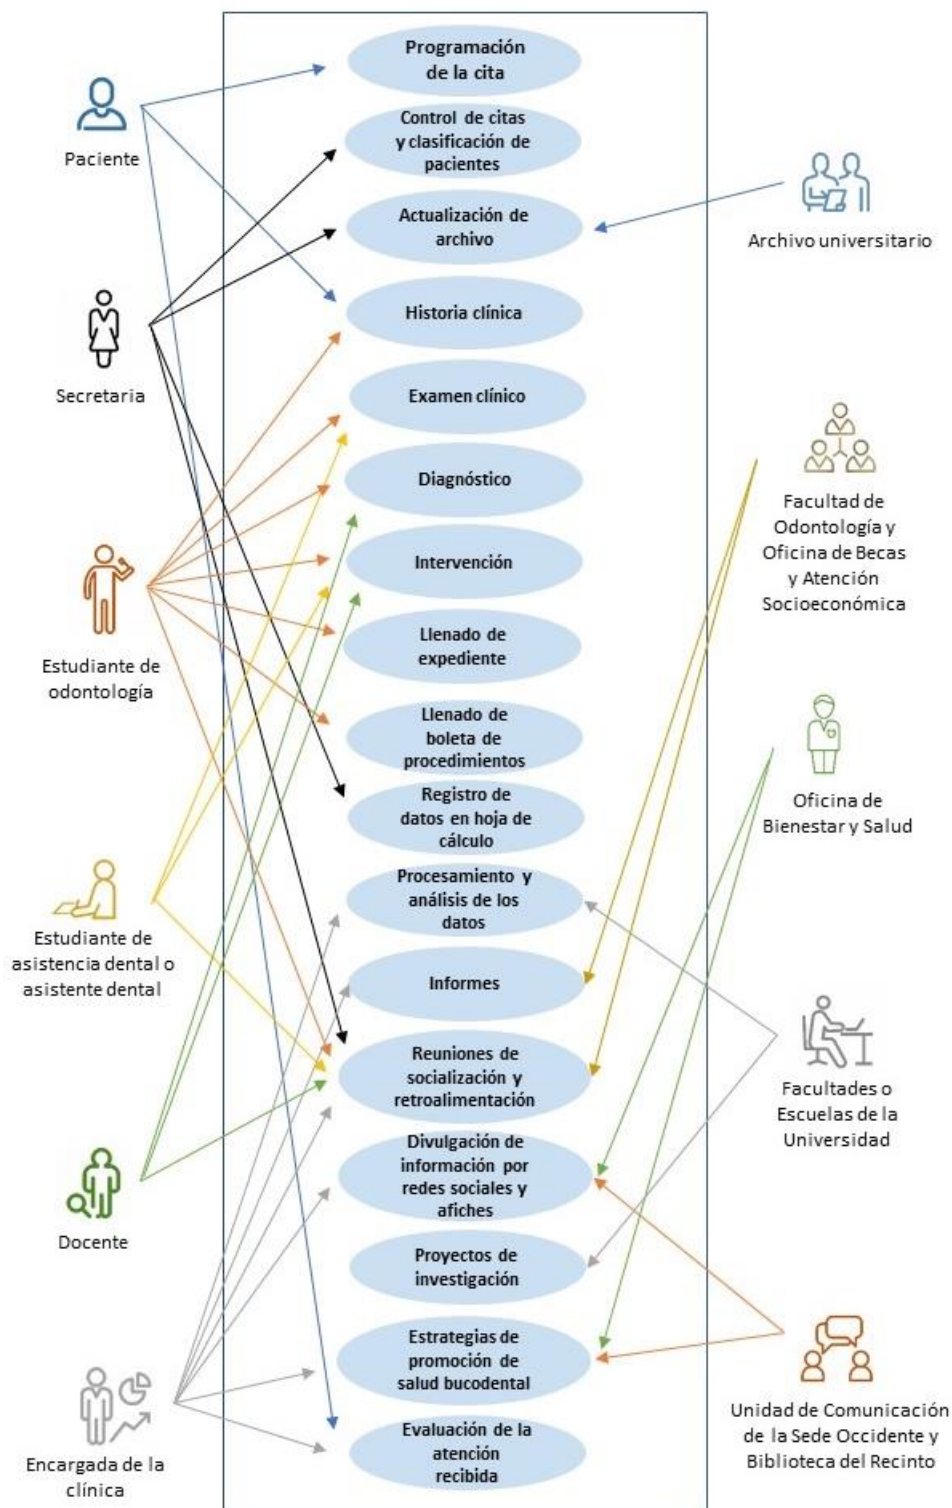 Programación
de la cita
Control de citas
y clasificación de
pacientes
Actualización de
archivo
Historia clínica
Examen clínico
Diagnóstico
Intervención
Llenado de
expediente
Llenado de
boleta de
procedimientos
Registro de
datos en hoja de
cálculo
Procesamiento y
análisis de los
datos
Informes
Reuniones de
socialización y
retroalimentación
Divulgación de
información por
redes sociales y
afiches
Proyectos de
investigación
Estrategias de
promoción de
salud bucodental
Evaluación de la
atención
recibida
Paciente
Secretaria
Estudiante de
odontología
Estudiante de
asistencia dental o
asistente dental
Docente
Encargada de la
clínica
Archivo universitario
Facultad de
Odontología y
Oficina de Becas
y Atención
Socioeconómica
Oficina de
Bienestar y Salud
Facultades o
Escuelas de la
Universidad
Unidad de Comunicación
de la Sede Occidente y
Biblioteca del Recinto